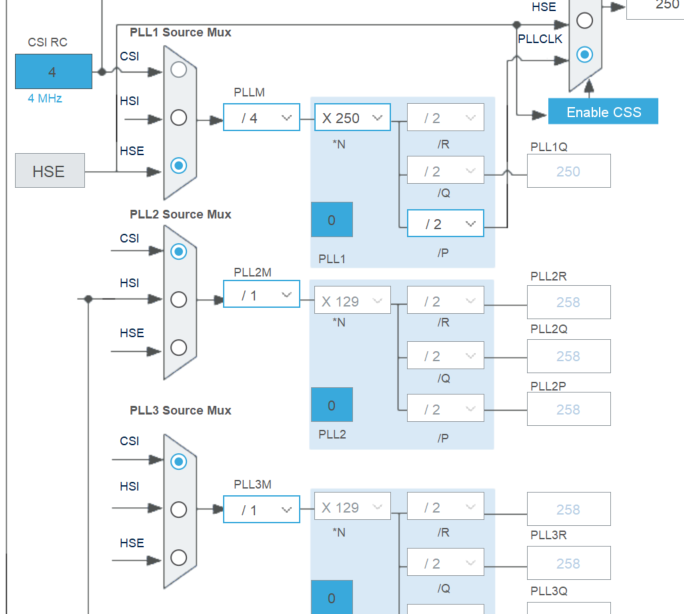 HSE
250
PLLCLK
PLL1 Source Mux
CSI RC
CSI
4
4 MHz
HSI
PLLM
/ 4
X 250
/ 2
*N
/R
Enable CSS
HSE
HSE
PLL1Q
/ 2
250
/Q
PLL2 Source Mux
0
/ 2
CSI
/P
PLL1
HSI
PLL2M
/ 1
X 129
/ 2
PLL2R
258
*N
/R
HSE
PLL2Q
/ 2
258
/Q
PLL2P
0
/ 2
258
PLL3 Source Mux
PLL2
/P
CSI
HSI
PLL3M
/ 1
X 129
/ 2
258
*N
/R
PLL3R
HSE
/ 2
258
/Q
PLL3Q
0